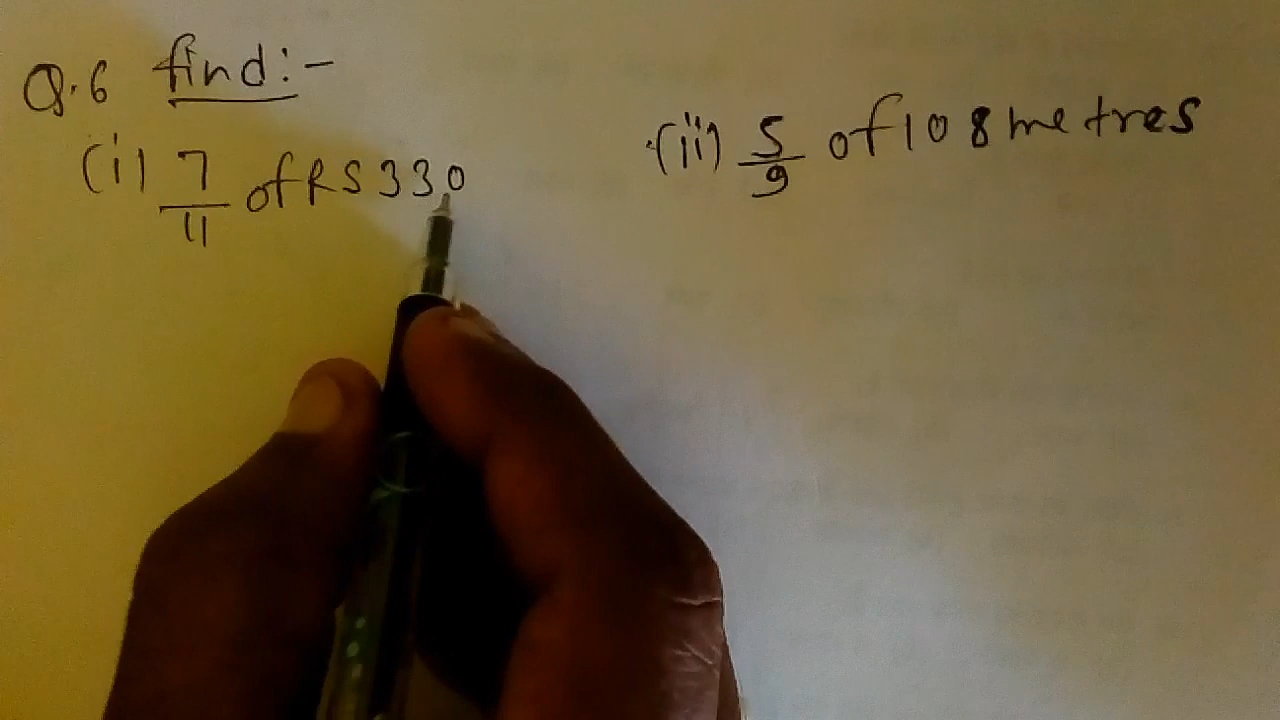 Q.6 find:-
(i) 7/11 of RS 330
(ii) 5/9 of 108 metres